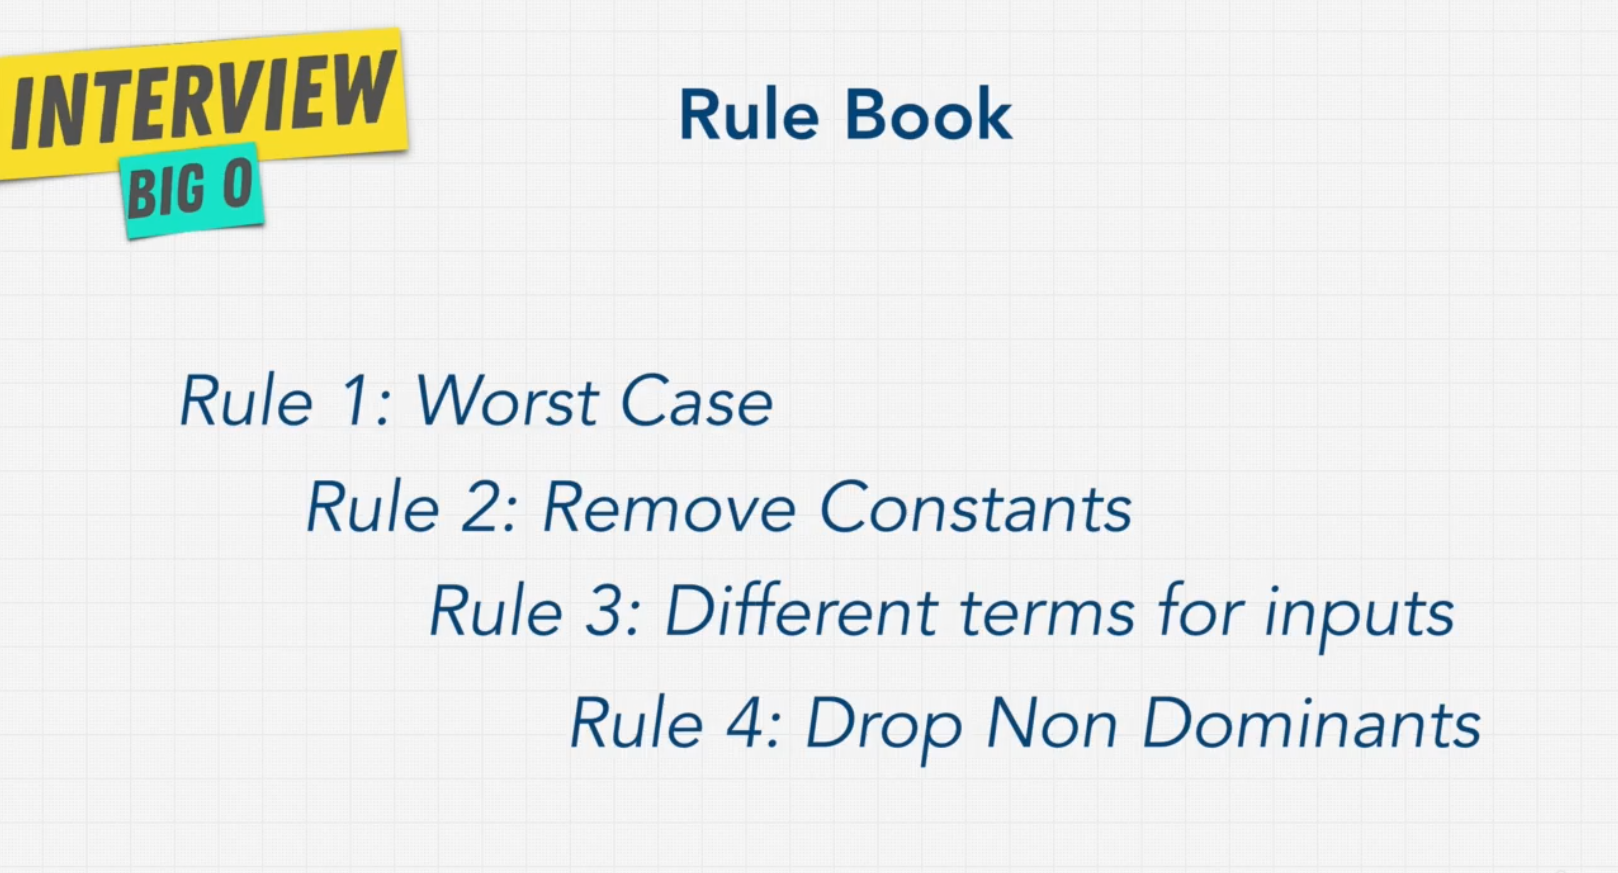 INTERVIEW
BIG O
Rule Book
Rule 1: Worst Case
Rule 2: Remove Constants
Rule 3: Different terms for inputs
Rule 4: Drop Non Dominants